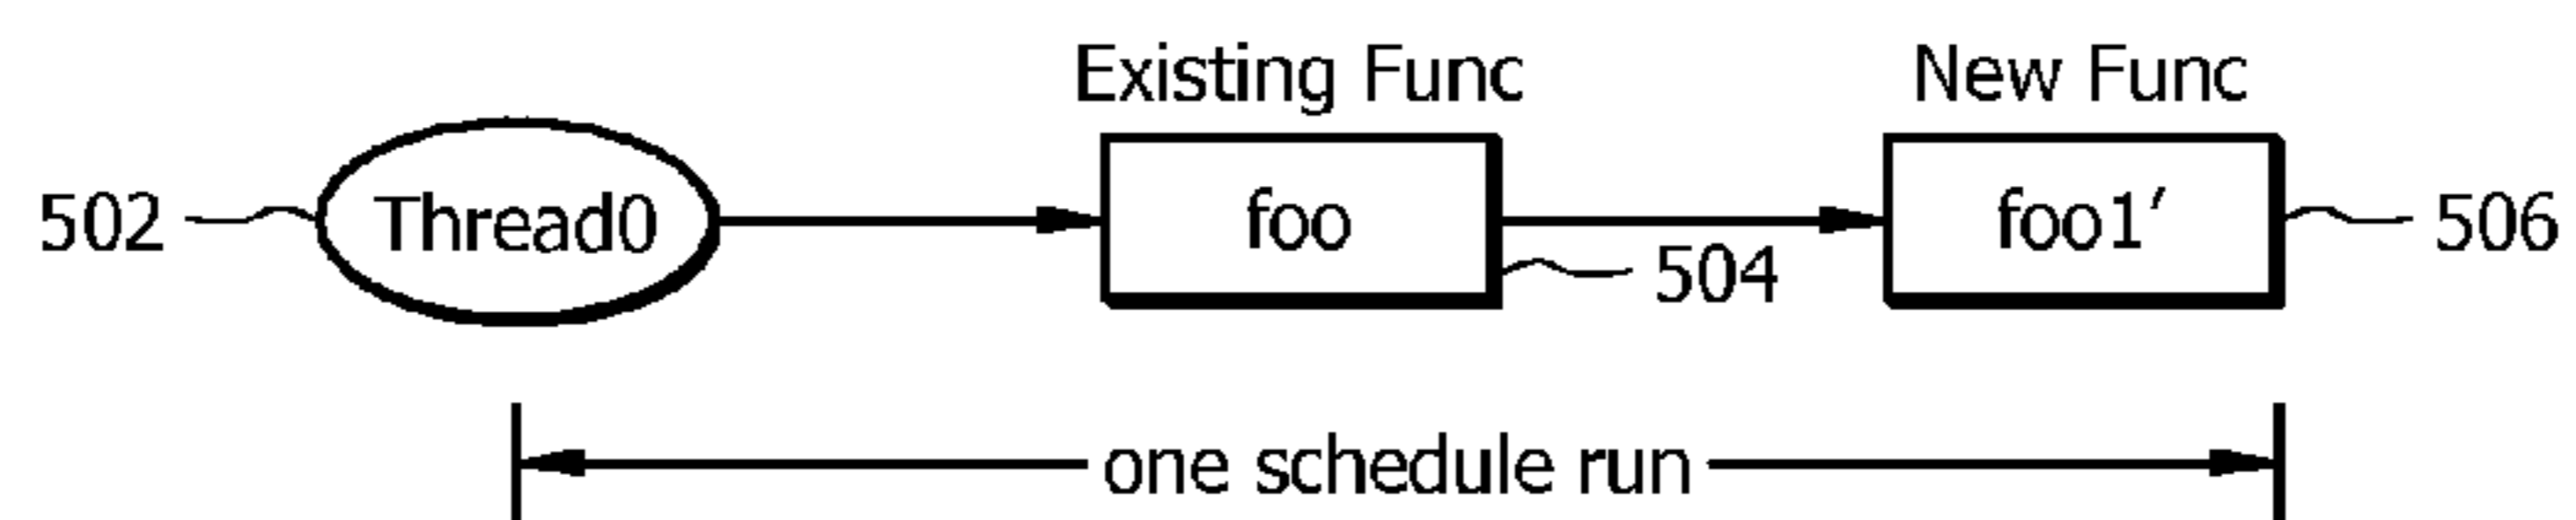 Existing Func
New Func
502
Thread0
foo
504
foo1′
506
one schedule run